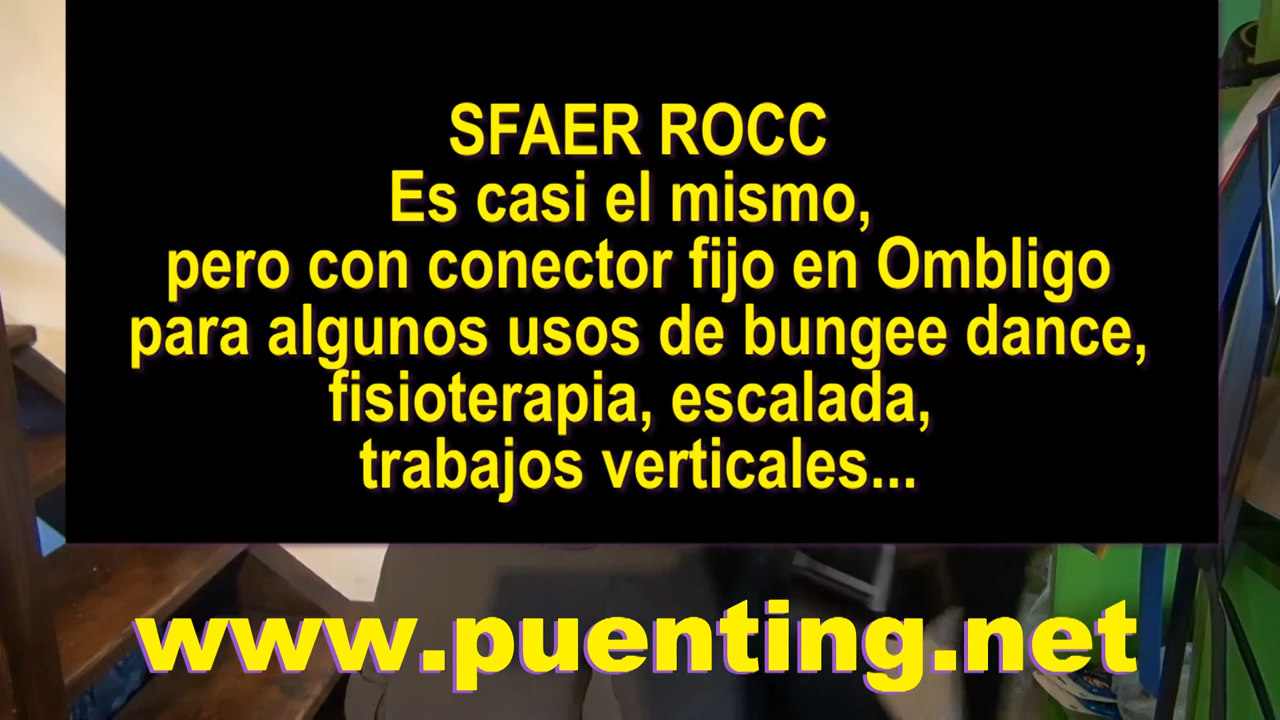 SFAER ROCC
Es casi el mismo,
pero con conector fijo en Ombligo
para algunos usos de bungee dance,
fisioterapia, escalada,
trabajos verticales...
www.puenting.net